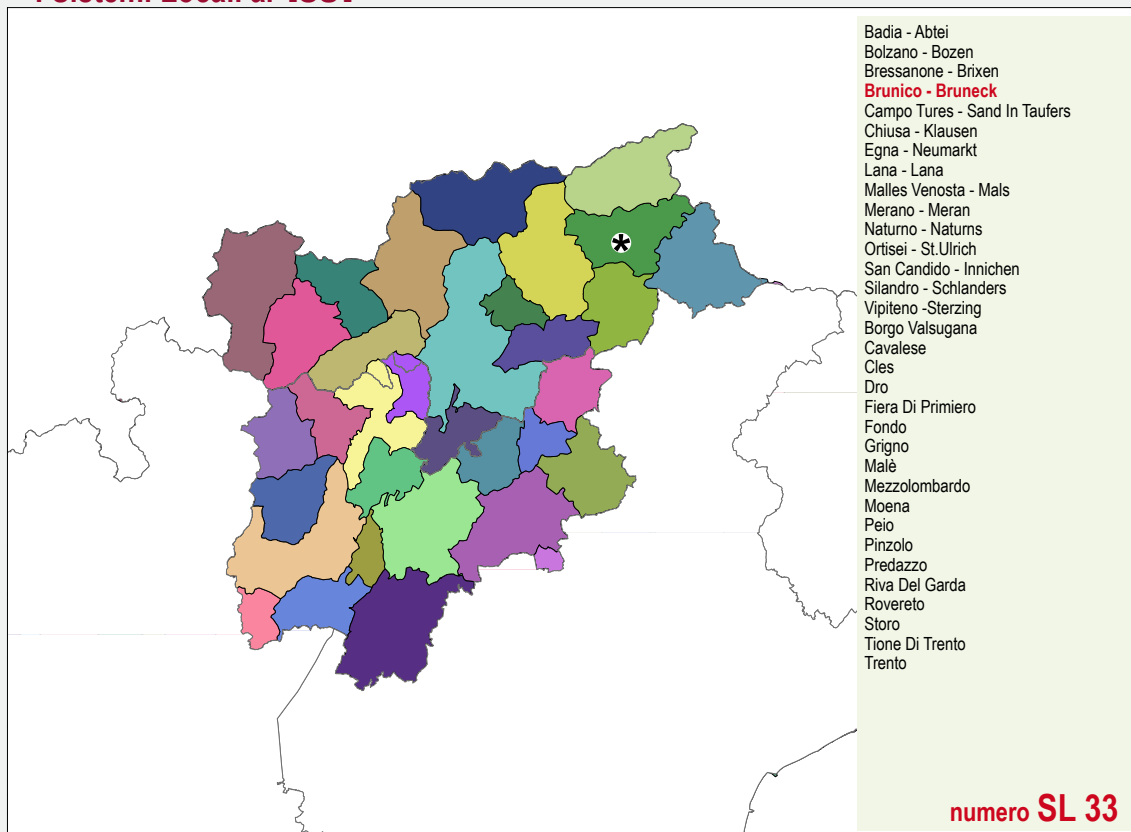 Badia - Abtei
Bolzano - Bozen
Bressanone - Brixen
Brunico - Bruneck
Campo Tures - Sand In Taufers
Chiusa - Klausen
Egna - Neumarkt
Lana - Lana
Malles Venosta - Mals
Merano - Meran
Naturno - Naturns
Ortisei - St.Ulrich
San Candido - Innichen
Silandro - Schlanders
Vipiteno -Sterzing
Borgo Valsugana
Cavalese
Cles
Dro
Fiera Di Primiero
Fondo
Grigno
Malè
Mezzolombardo
Moena
Peio
Pinzolo
Predazzo
Riva Del Garda
Rovereto
Storo
Tione Di Trento
Trento
numero SL 33